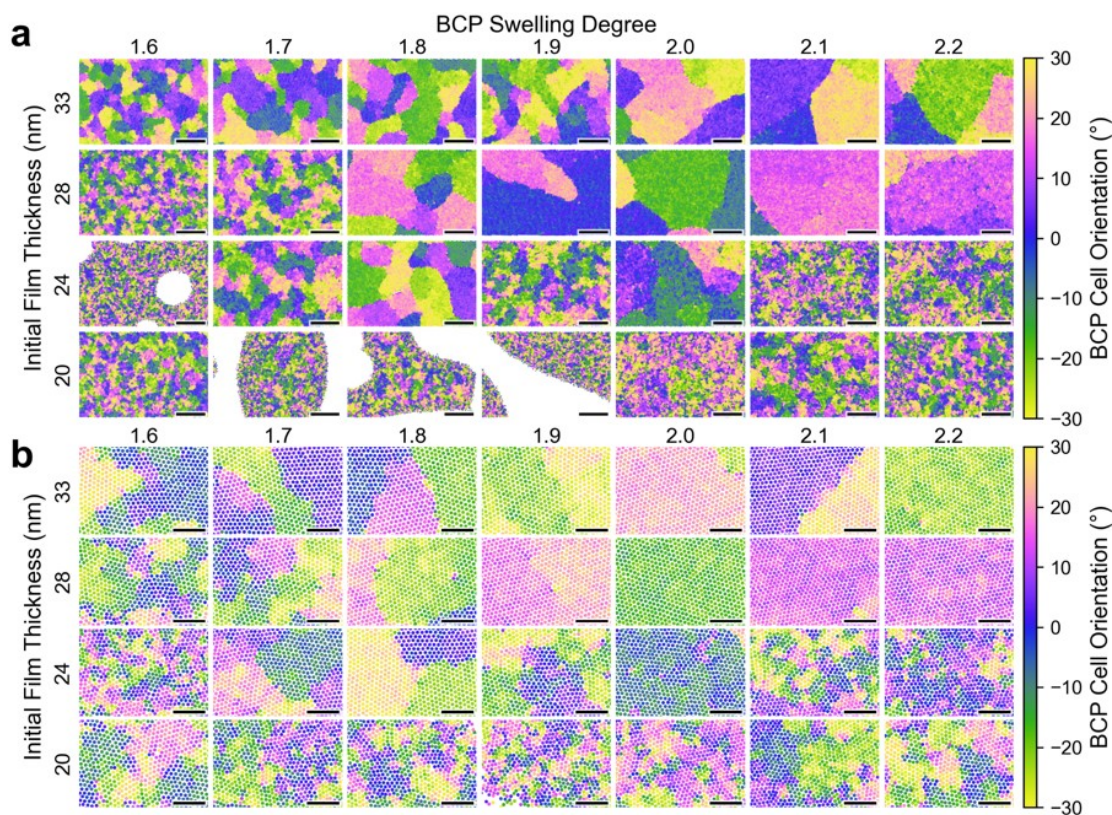 BCP Swelling Degree
a
1.6 1.7 1.8 1.9 2.0 2.1 2.2
Initial Film Thickness (nm)
33
28
24
20
30
20
10
0
−10
−20
−30
BCP Cell Orientation (°)
b
1.6 1.7 1.8 1.9 2.0 2.1 2.2
Initial Film Thickness (nm)
33
28
24
20
30
20
10
0
−10
−20
−30
BCP Cell Orientation (°)